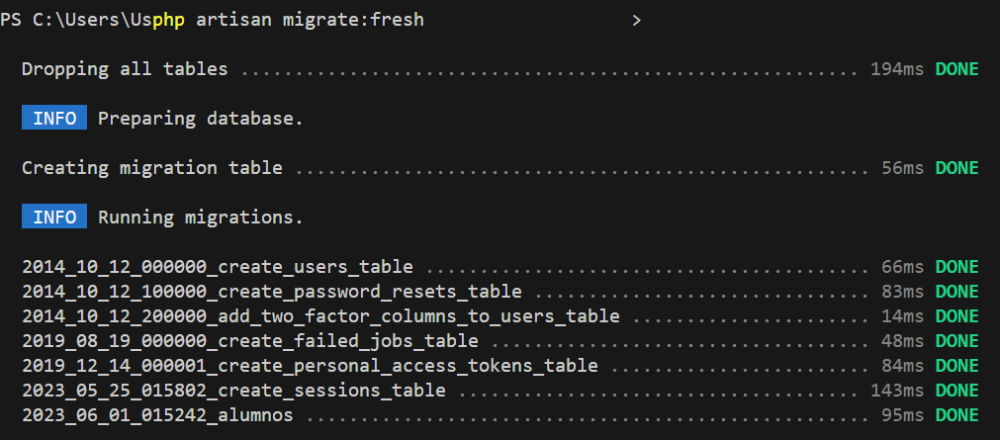 PS C:\Users\Usphp artisan migrate:fresh >
Dropping all tables ......................................................... 194ms DONE
INFO Preparing database.
Creating migration table ..................................................... 56ms DONE
INFO Running migrations.
2014_10_12_000000_create_users_table ......................................... 66ms DONE
2014_10_12_100000_create_password_resets_table ............................... 83ms DONE
2014_10_12_200000_add_two_factor_columns_to_users_table ...................... 14ms DONE
2019_08_19_000000_create_failed_jobs_table ................................... 48ms DONE
2019_12_14_000001_create_personal_access_tokens_table ........................ 84ms DONE
2023_05_25_015802_create_sessions_table ...................................... 143ms DONE
2023_06_01_015242_alumnos .................................................... 95ms DONE